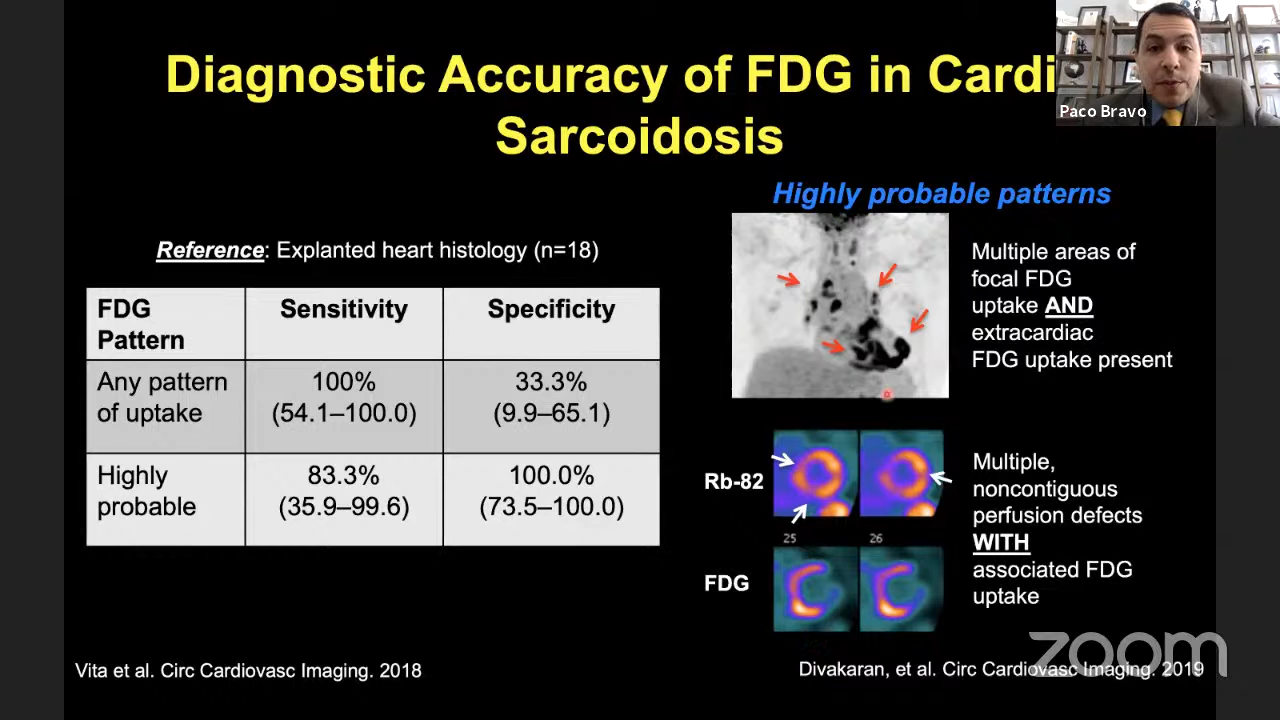 Diagnostic Accuracy of FDG in Cardi
Sarcoidosis
Paco Bravo
Reference: Explanted heart histology (n=18)
FDG Pattern
Sensitivity
Specificity
Any pattern of uptake
100%
(54.1–100.0)
33.3%
(9.9–65.1)
Highly probable
83.3%
(35.9–99.6)
100.0%
(73.5–100.0)
Highly probable patterns
Multiple areas of
focal FDG
uptake AND
extracardiac
FDG uptake present
Rb-82
25
26
FDG
Multiple,
noncontiguous
perfusion defects
WITH
associated FDG
uptake
Vita et al. Circ Cardiovasc Imaging. 2018
Divakaran, et al. Circ Cardiovasc Imaging. 2019
zoom